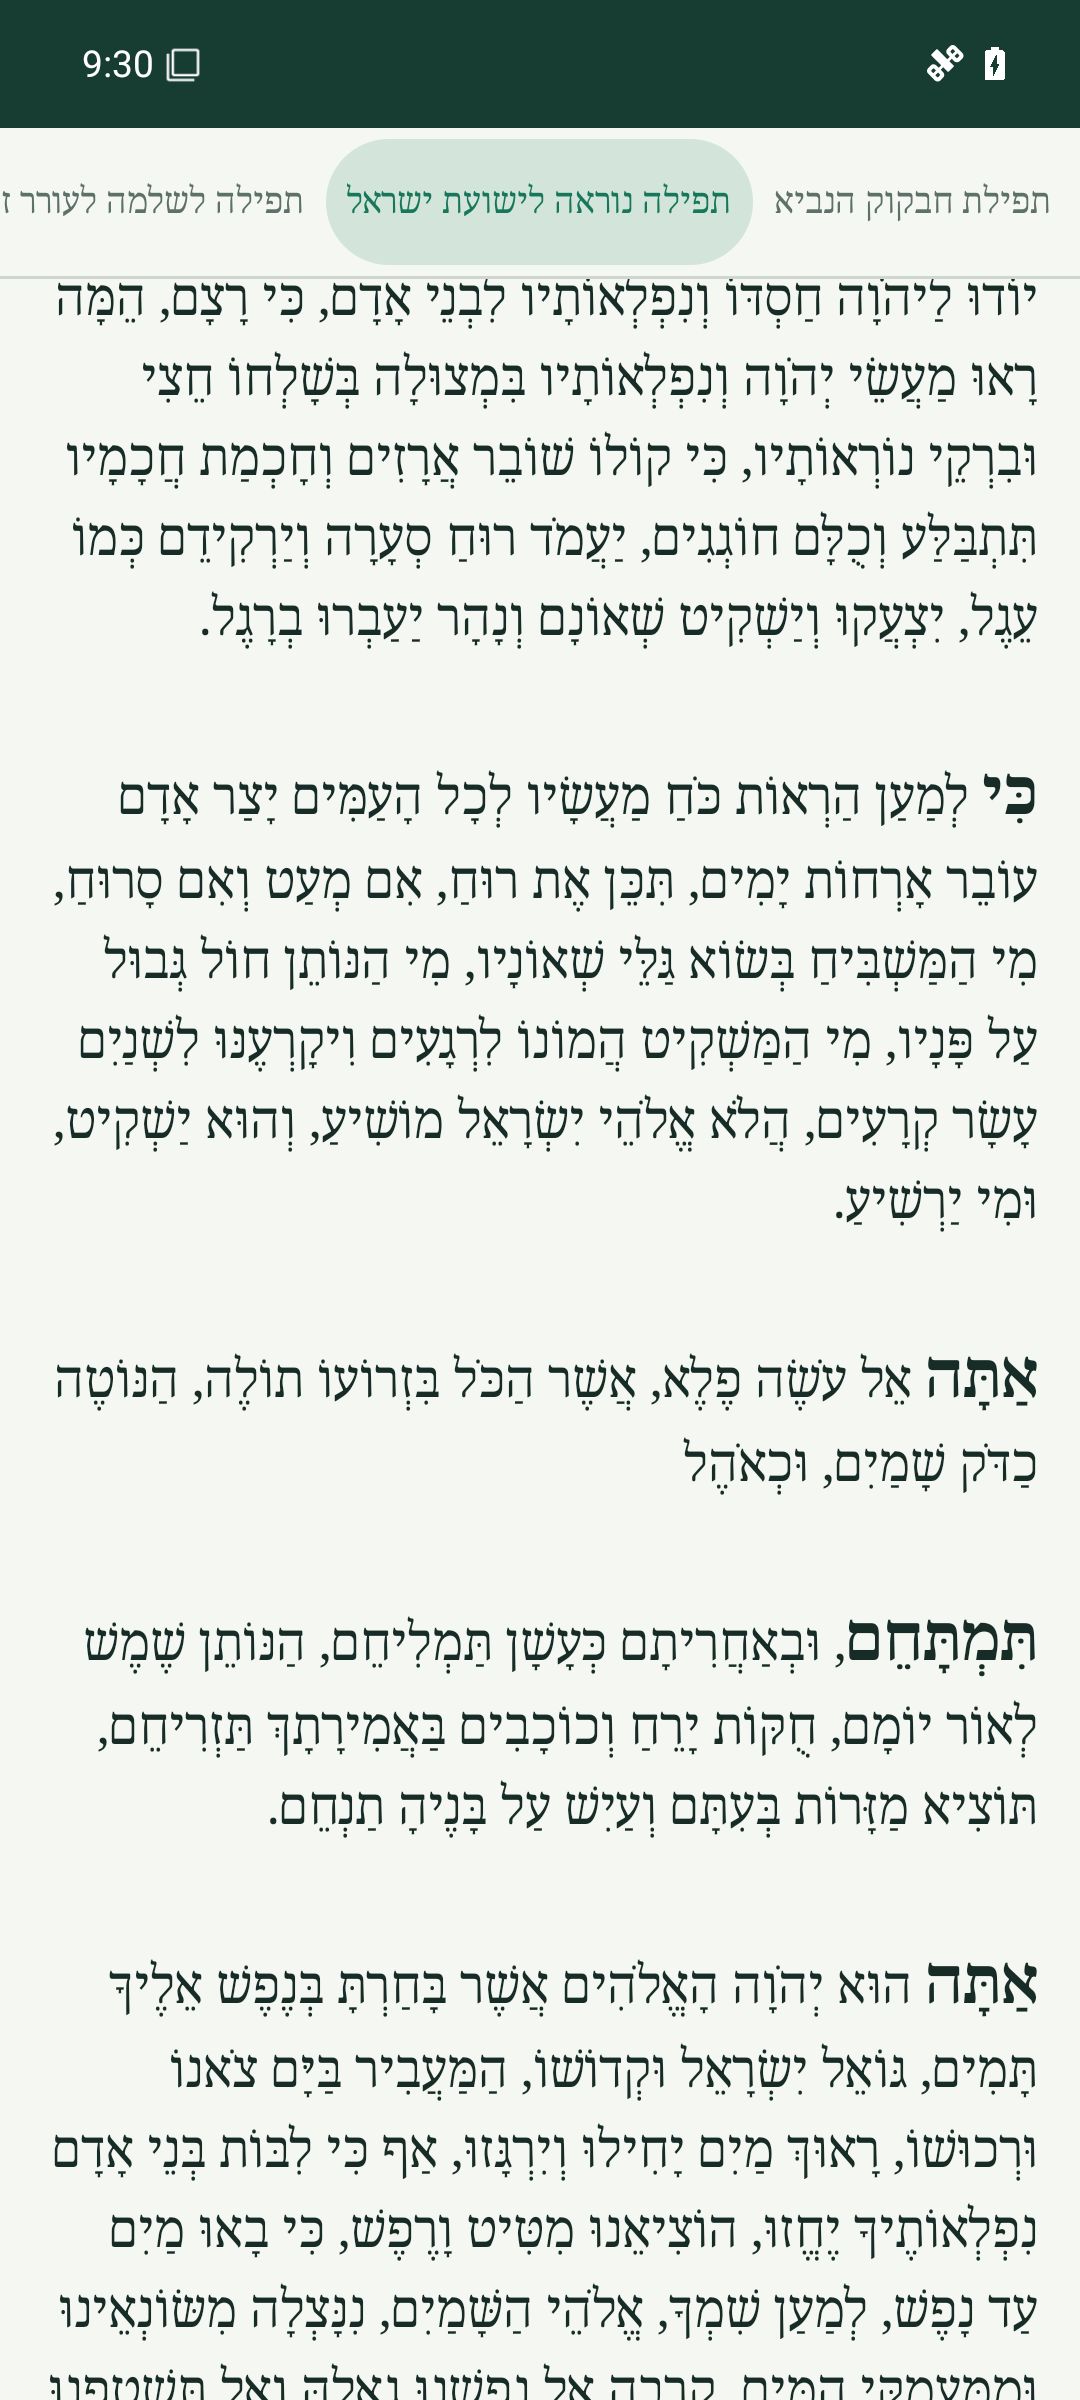 9:30
תפילת חבקוק הנביא
תפילה נוראה לישועת ישראל
תפילה לשלמה לעורר ז
יוֹדוּ לַיהֹוָה חַסְדּוֹ וְנִפְלְאוֹתָיו לִבְנֵי אָדָם, כִּי רָצָם, הֵמָּה
רָאוּ מַעֲשֵׂי יְהֹוָה וְנִפְלְאוֹתָיו בִּמְצוּלָה בְּשָׁלְחוֹ חֵצִי
וּבִרְקֵי נוֹרְאוֹתָיו, כִּי קוֹלוֹ שׁוֹבֵר אֲרָזִים וְחָכְמַת חֲכָמָיו
תִּתְבַּלַּע וְכֻלָּם חוֹגְגִים, יַעֲמֹד רוּחַ סְעָרָה וְיַרְקִידֵם כְּמוֹ
עֵגֶל, יִצְעֲקוּ וְיַשְׁקִיט שְׁאוֹנָם וְנָהָר יַעַבְרוּ בְרָגֶל.
כִּי לְמַעַן הַרְאוֹת כֹּחַ מַעֲשָׂיו לְכָל הָעַמִּים יָצַר אָדָם
עוֹבֵר אָרְחוֹת יָמִים, תִּכֵּן אֶת רוּחַ, אִם מְעַט וְאִם סָרוּחַ,
מִי הַמַּשְׁבִּיחַ בְּשׂוֹא גַּלֵּי שְׁאוֹנָיו, מִי הַנּוֹתֵן חוֹל גְּבוּל
עַל פָּנָיו, מִי הַמַּשְׁקִיט הֲמוֹנוֹ לִרְגָעִים וִיקָרְעֶנּוּ לִשְׁנַיִם
עָשָׂר קְרָעִים, הֲלֹא אֱלֹהֵי יִשְׂרָאֵל מוֹשִׁיעַ, וְהוּא יַשְׁקִיט,
וּמִי יַרְשִׁיעַ.
אַתָּה אֵל עֹשֶׂה פֶלֶא, אֲשֶׁר הַכֹּל בִּזְרוֹעוֹ תוֹלֶה, הַנּוֹטֶה
כַדֹּק שָׁמַיִם, וּכְאֹהֶל
תִּמְתָּחֵם, וּבְאַחֲרִיתָם כְּעָשָׁן תַּמְלִיחֵם, הַנּוֹתֵן שֶׁמֶשׁ
לְאוֹר יוֹמָם, חֻקּוֹת יָרֵחַ וְכוֹכָבִים בַּאֲמִירָתָךְ תַּזְרִיחֵם,
תּוֹצִיא מַזָּרוֹת בְּעִתָּם וְעַיִשׁ עַל בָּנֶיהָ תַנְחֵם.
אַתָּה הוּא יְהֹוָה הָאֱלֹהִים אֲשֶׁר בָּחַרְתָּ בְּנֶפֶשׁ אֵלֶיךָ
תָּמִים, גּוֹאֵל יִשְׂרָאֵל וּקְדוֹשׁוֹ, הַמַּעֲבִיר בַּיָּם צֹאנוֹ
וּרְכוּשׁוֹ, רָאוּךָ מַיִם יָחִילוּ וְיִרְגָּזוּ, אַף כִּי לִבּוֹת בְּנֵי אָדָם
נִפְלְאוֹתֶיךָ יֶחֱזוּ, הוֹצִיאֵנוּ מִטִּיט וָרֶפֶשׁ, כִּי בָאוּ מַיִם
עַד נָפֶשׁ, לְמַעַן שִׁמְךָ, אֱלֹהֵי הַשָּׁמַיִם, נִנָּצְלָה מִשּׂוֹנְאֵינוּ
וּמִמַּעֲמַקֵּי הַמַּיִם, קָרְבָה אֶל נַפְשֵׁנוּ גְאָלָהּ וְאַל תִּשְׁטְפֵנוּ